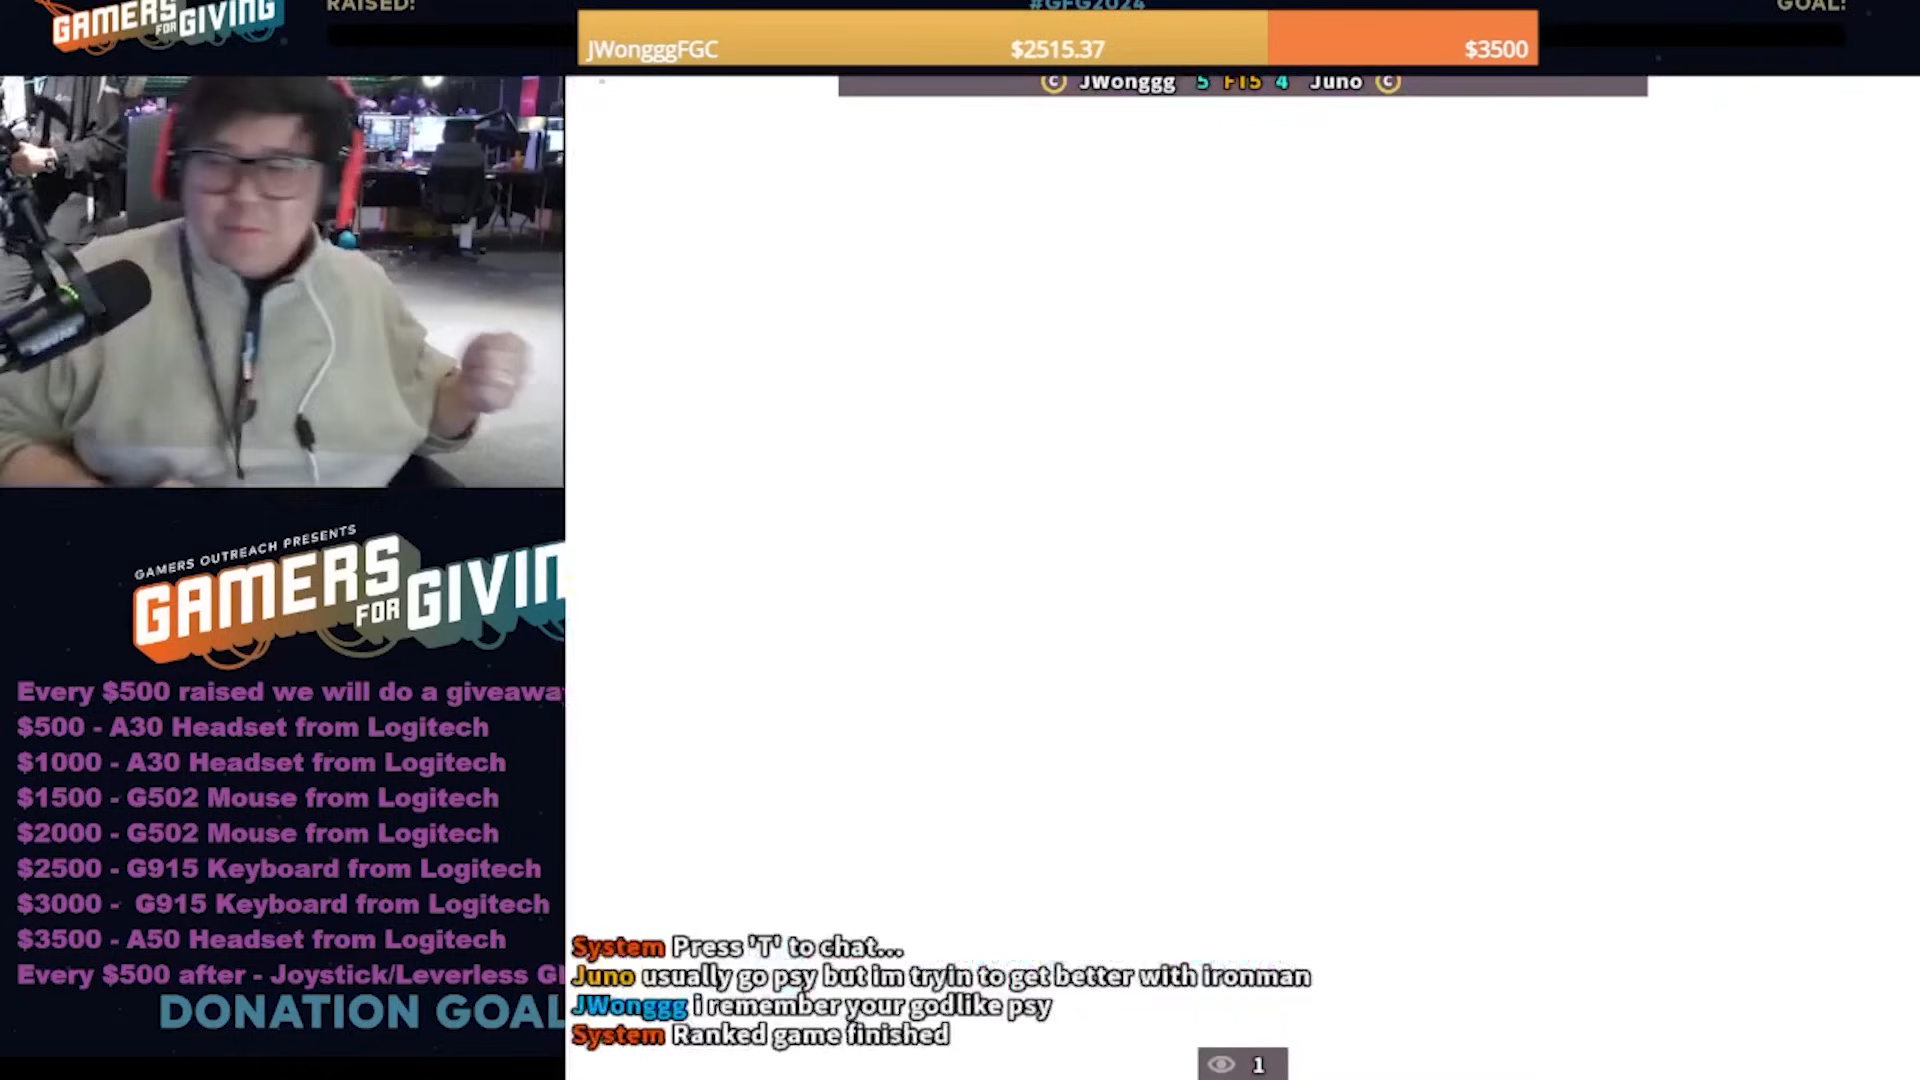 GAMERS FOR GIVING
RAISED:
#GFG2024
GOAL:
JWongggFGC $2515.37 $3500
JWonggg 5 FT5 4 Juno
GAMERS OUTREACH PRESENTS
GAMERS FOR GIVIN
Every $500 raised we will do a giveaway
$500 - A30 Headset from Logitech
$1000 - A30 Headset from Logitech
$1500 - G502 Mouse from Logitech
$2000 - G502 Mouse from Logitech
$2500 - G915 Keyboard from Logitech
$3000 - G915 Keyboard from Logitech
$3500 - A50 Headset from Logitech
Every $500 after - Joystick/Leverless
DONATION GOAL
System Press 'T' to chat...
Juno usually go psy but im tryin to get better with ironman
JWonggg i remember your godlike psy
System Ranked game finished
1